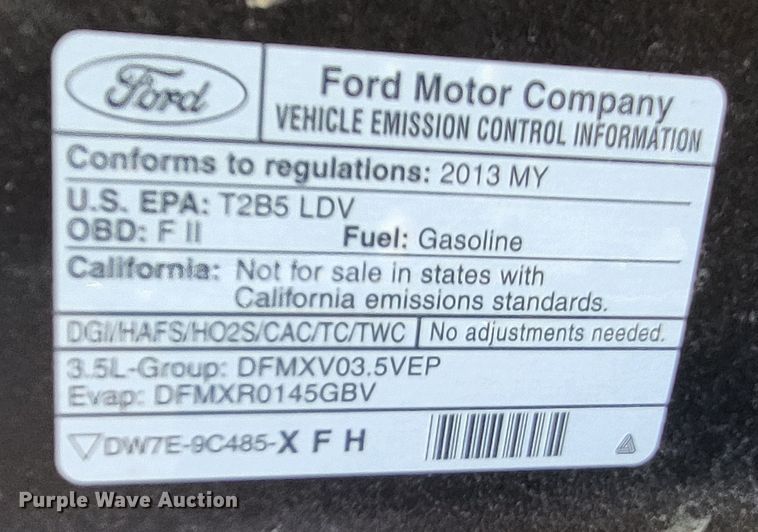 Ford
Ford Motor Company
VEHICLE EMISSION CONTROL INFORMATION
Conforms to regulations: 2013 MY
U.S. EPA: T2B5 LDV
OBD: F II Fuel: Gasoline
California: Not for sale in states with
California emissions standards.
DGI/HAFS/HO2S/CAC/TC/TWC No adjustments needed.
3.5L-Group: DFMXV03.5VEP
Evap: DFMXR0145GBV
DW7E-9C485-X F H
Purple Wave Auction